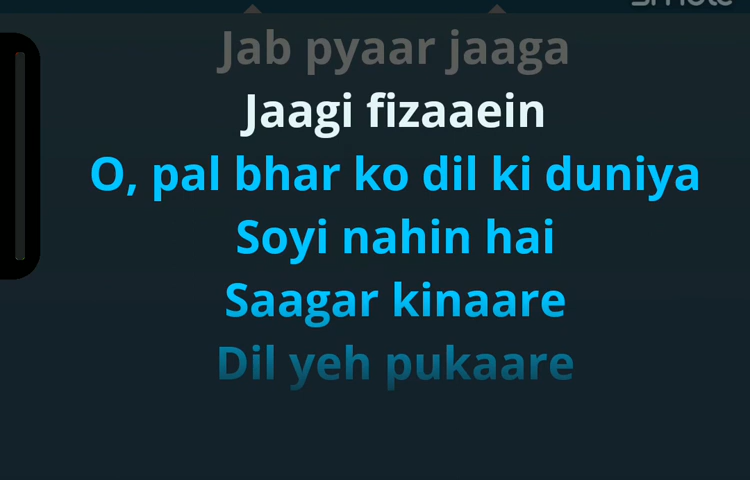 Jab pyaar jaaga
Jaagi fizaaein
O, pal bhar ko dil ki duniya
Soyi nahin hai
Saagar kinaare
Dil yeh pukaare